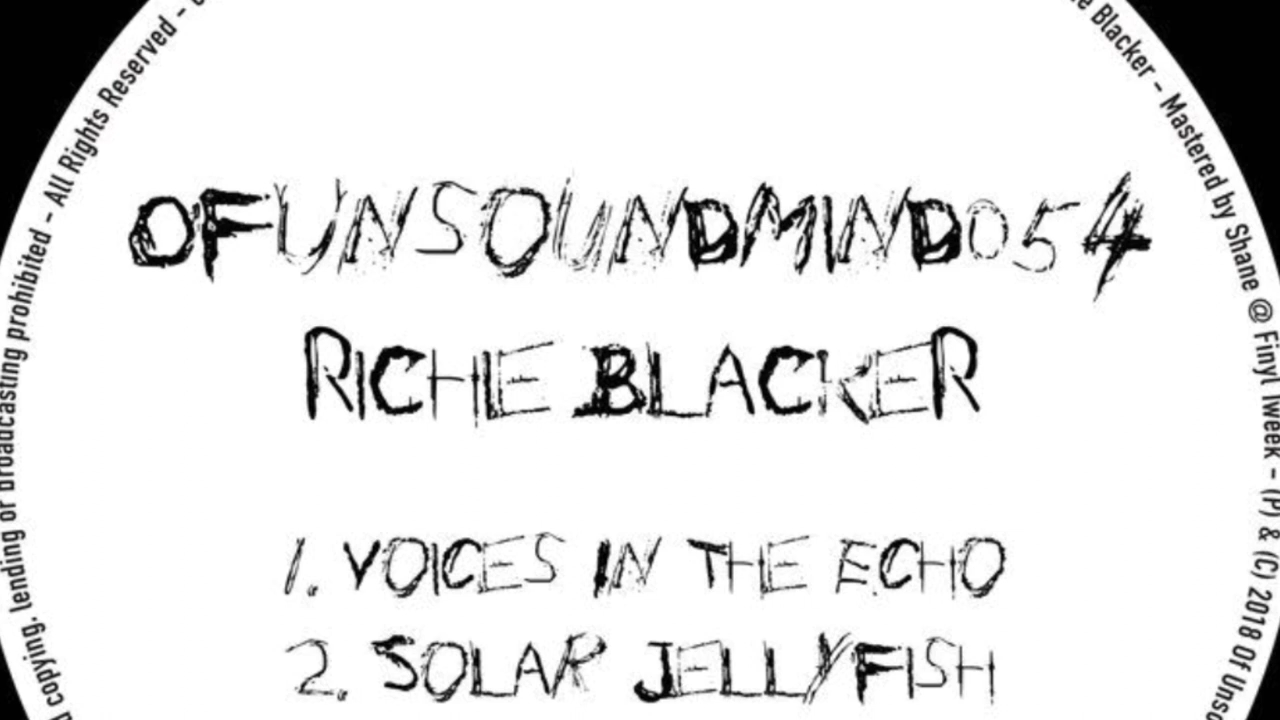 OFUNSOUNDMIND054
RICHIE BLACKER
1. VOICES IN THE ECHO
2. SOLAR JELLYFISH
copying, lending or broadcasting prohibited - All Rights Reserved -
Blacker - Mastered by Shane @ Finyl Tweek - (P) & (C) 2018 Of